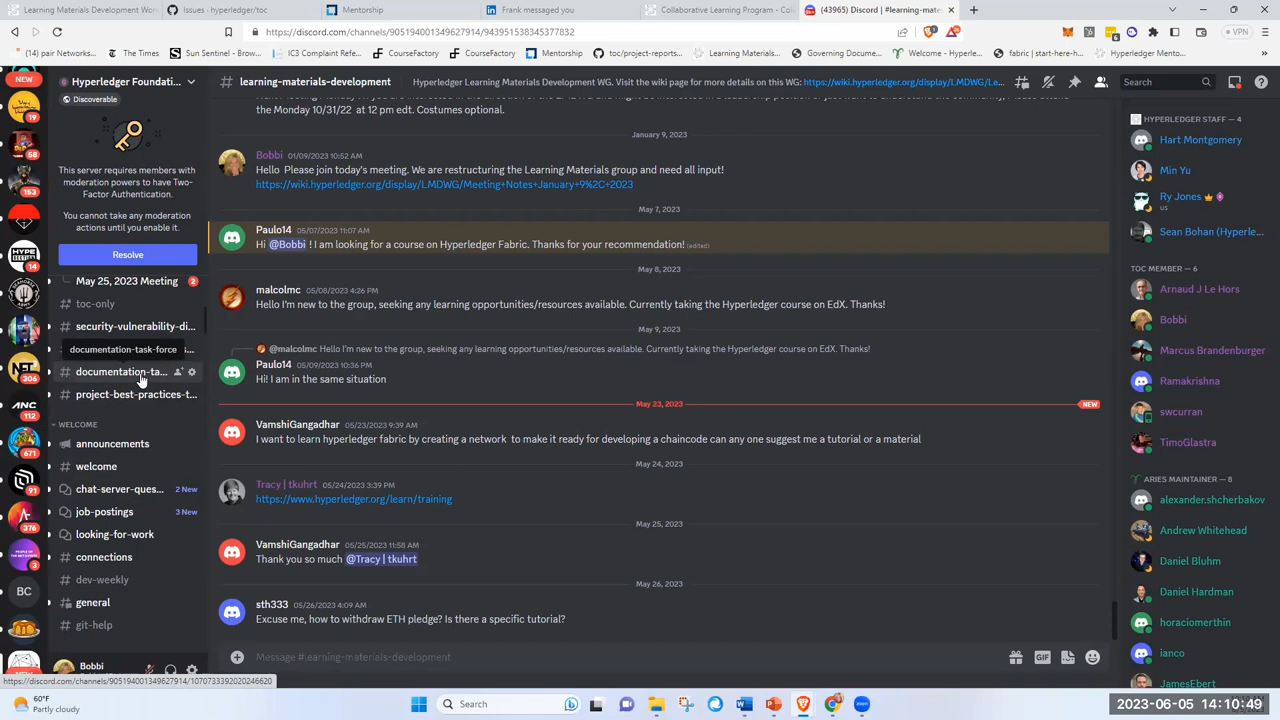 Learning Materials Development Wor
Issues · hyperledger/toc
Mentorship
Frank messaged you
Collaborative Learning Program - Coll
(43965) Discord | #learning-mater
https://discord.com/channels/905194001349627914/943951538345377832
VPN
(14) pair Networks...
The Times
Sun Sentinel - Browa...
IC3 Complaint Refe...
CourseFactory
CourseFactory
Mentorship
toc/project-reports...
Learning Materials...
Governing Docume...
Welcome - Hyperle...
fabric | start-here-h...
Hyperledger Mento...
NEW
Hyperledger Foundati...
learning-materials-development
Hyperledger Learning Materials Development WG. Visit the wiki page for more details on this WG: https://wiki.hyperledger.org/display/LMDWG/Le...
Search
Discoverable
This server requires members with
moderation powers to have Two-
Factor Authentication.
You cannot take any moderation
actions until you enable it.
Resolve
May 25, 2023 Meeting 2
toc-only
security-vulnerability-di...
documentation-task-force
documentation-ta...
project-best-practices-t...
WELCOME
announcements
welcome
chat-server-ques... 2 New
job-postings 3 New
looking-for-work
connections
dev-weekly
general
git-help
Bobbi
19
58
153
14
306
ANC
112
671
91
376
3
BC
the Monday 10/31/22 at 12 pm edt. Costumes optional.
January 9, 2023
Bobbi 01/09/2023 10:52 AM
Hello Please join today's meeting. We are restructuring the Learning Materials group and need all input!
https://wiki.hyperledger.org/display/LMDWG/Meeting+Notes+January+9%2C+2023
May 7, 2023
Paulo14 05/07/2023 11:07 AM
Hi @Bobbi ! I am looking for a course on Hyperledger Fabric. Thanks for your recommendation! (edited)
May 8, 2023
malcolmc 05/08/2023 4:26 PM
Hello I'm new to the group, seeking any learning opportunities/resources available. Currently taking the Hyperledger course on EdX. Thanks!
May 9, 2023
@malcolmc Hello I'm new to the group, seeking any learning opportunities/resources available. Currently taking the Hyperledger course on EdX. Thanks!
Paulo14 05/09/2023 10:36 PM
Hi! I am in the same situation
May 23, 2023
NEW
VamshiGangadhar 05/23/2023 9:39 AM
I want to learn hyperledger fabric by creating a network to make it ready for developing a chaincode can any one suggest me a tutorial or a material
May 24, 2023
Tracy | tkuhrt 05/24/2023 3:39 PM
https://www.hyperledger.org/learn/training
May 25, 2023
VamshiGangadhar 05/25/2023 11:58 AM
Thank you so much @Tracy | tkuhrt
May 26, 2023
sth333 05/26/2023 4:09 AM
Excuse me, how to withdraw ETH pledge? Is there a specific tutorial?
Message #learning-materials-development
GIF
HYPERLEDGER STAFF — 4
Hart Montgomery
Min Yu
Ry Jones
US
Sean Bohan (Hyperle...
TOC MEMBER — 6
Arnaud J Le Hors
Bobbi
Marcus Brandenburger
Ramakrishna
swcurran
TimoGlastra
ARIES MAINTAINER — 8
alexander.shcherbakov
Andrew Whitehead
Daniel Bluhm
Daniel Hardman
horaciomerthin
ianco
JamesEbert
https://discord.com/channels/905194001349627914/1070733392020246620
60°F
Partly cloudy
Search
2023-06-05 14:10:49